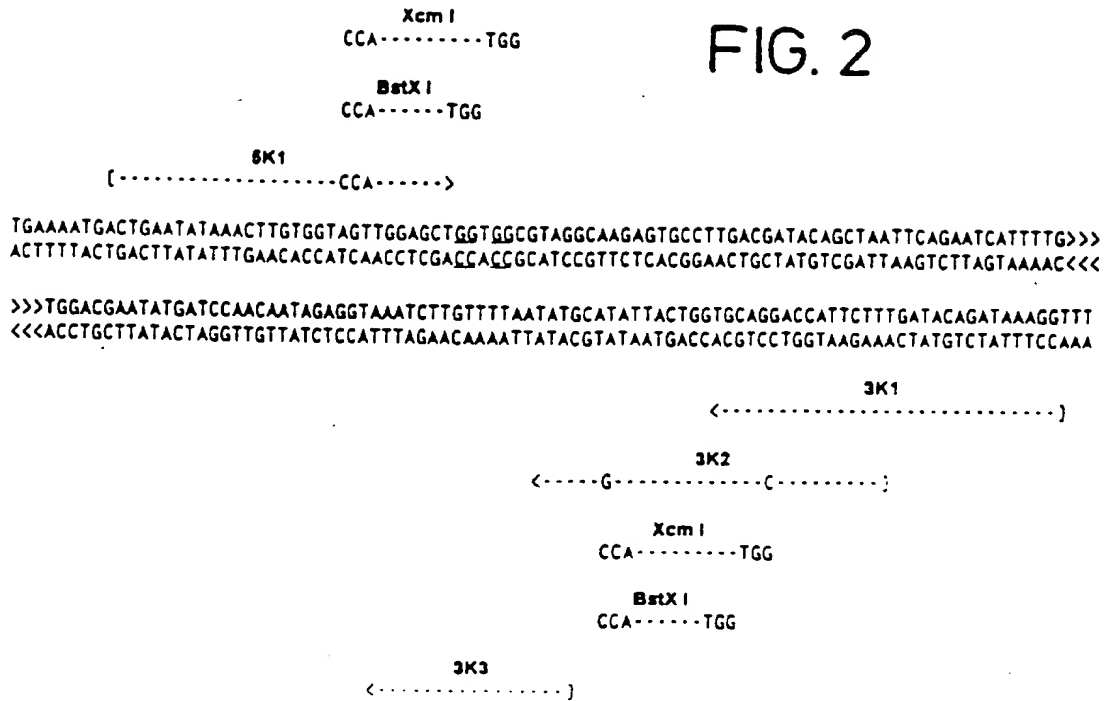 Xcm I
CCA---------TGG
FIG. 2
BstX I
CCA------TGG
5K1
[-------------------CCA------>
TGAAAATGACTGAATATAAACTTGTGGTAGTTGGAGCTGGTGGCGTAGGCAAGAGTGCCTTGACGATACAGCTAATTCAGAATCATTTTG>>>
ACTTTTACTGACTTATATTTGAACACCATCAACCTCGACCACCGCATCCGTTCTCACGGAACTGCTATGTCGATTAAGTCTTAGTAAAAC<<<
>>>TGGACGAATATGATCCAACAATAGAGGTAAATCTTGTTTTAATATGCATATTACTGGTGCAGGACCATTCTTTGATACAGATAAAGGTTT
<<<ACCTGCTTATACTAGGTTGTTATCTCCATTTAGAACAAAATTATACGTATAATGACCACGTCCTGGTAAGAAACTATGTCTATTTCCAAA
3K1
<----------------------------]
3K2
<-----G-------------C---------]
Xcm I
CCA---------TGG
BstX I
CCA------TGG
3K3
<----------------]